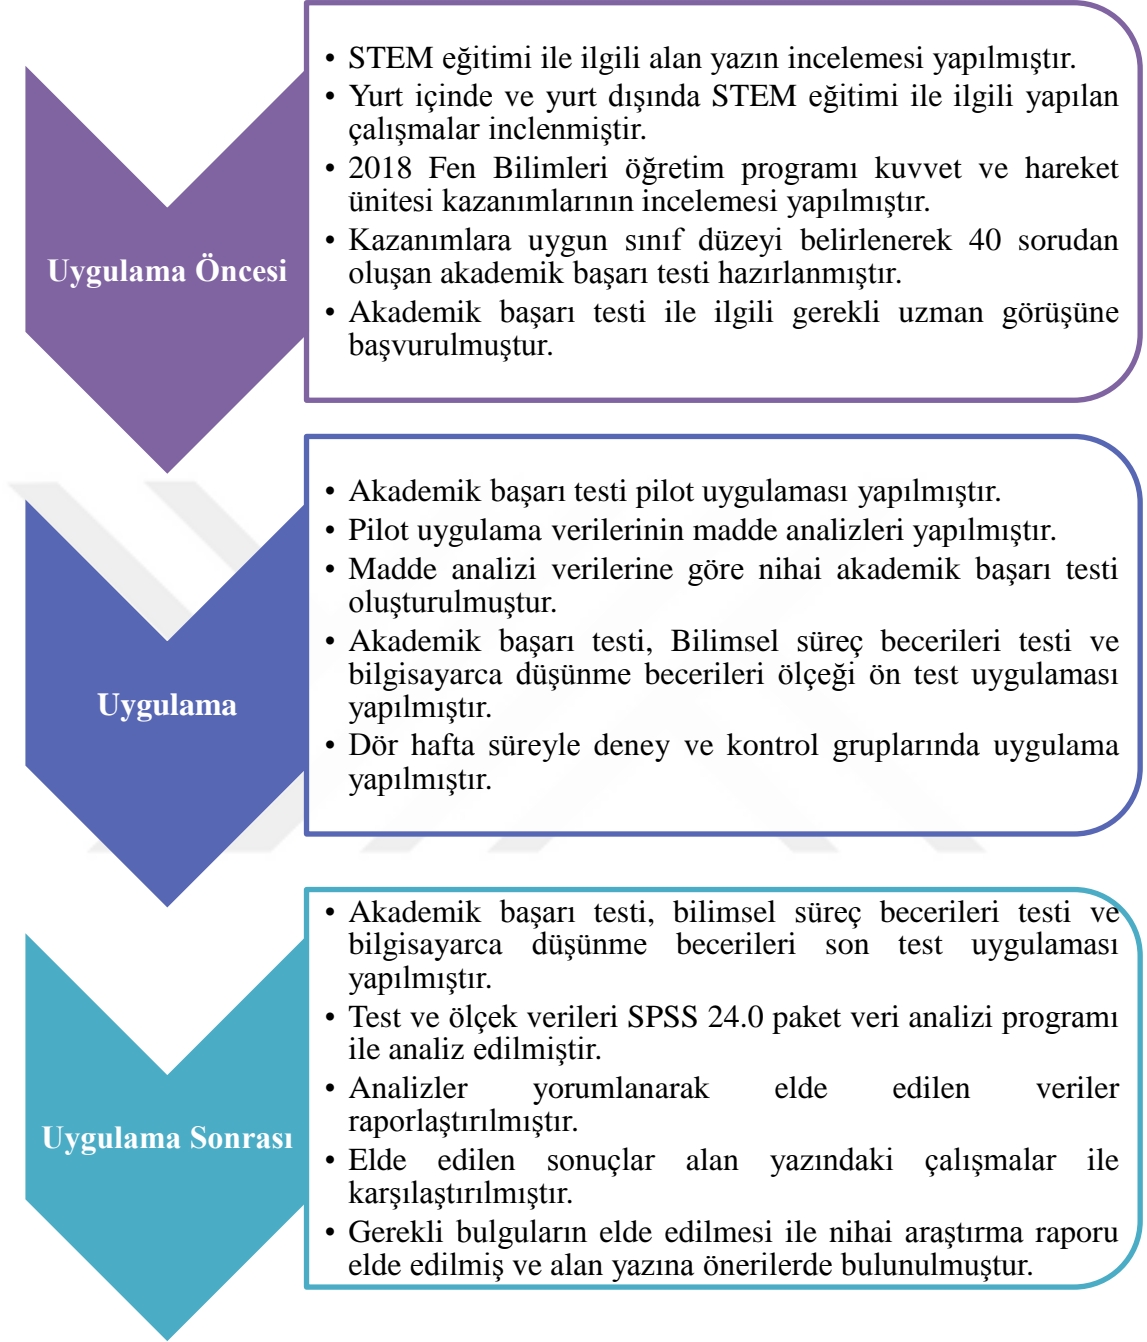 Uygulama Öncesi
• STEM eğitimi ile ilgili alan yazın incelemesi yapılmıştır.
• Yurt içinde ve yurt dışında STEM eğitimi ile ilgili yapılan
çalışmalar inclenmiştir.
• 2018 Fen Bilimleri öğretim programı kuvvet ve hareket
ünitesi kazanımlarının incelemesi yapılmıştır.
• Kazanımlara uygun sınıf düzeyi belirlenerek 40 sorudan
oluşan akademik başarı testi hazırlanmıştır.
• Akademik başarı testi ile ilgili gerekli uzman görüşüne
başvurulmuştur.
Uygulama
• Akademik başarı testi pilot uygulaması yapılmıştır.
• Pilot uygulama verilerinin madde analizleri yapılmıştır.
• Madde analizi verilerine göre nihai akademik başarı testi
oluşturulmuştur.
• Akademik başarı testi, Bilimsel süreç becerileri testi ve
bilgisayarca düşünme becerileri ölçeği ön test uygulaması
yapılmıştır.
• Dör hafta süreyle deney ve kontrol gruplarında uygulama
yapılmıştır.
Uygulama Sonrası
• Akademik başarı testi, bilimsel süreç becerileri testi ve
bilgisayarca düşünme becerileri son test uygulaması
yapılmıştır.
• Test ve ölçek verileri SPSS 24.0 paket veri analizi programı
ile analiz edilmiştir.
• Analizler yorumlanarak elde edilen veriler
raporlaştırılmıştır.
• Elde edilen sonuçlar alan yazındaki çalışmalar ile
karşılaştırılmıştır.
• Gerekli bulguların elde edilmesi ile nihai araştırma raporu
elde edilmiş ve alan yazına önerilerde bulunulmuştur.